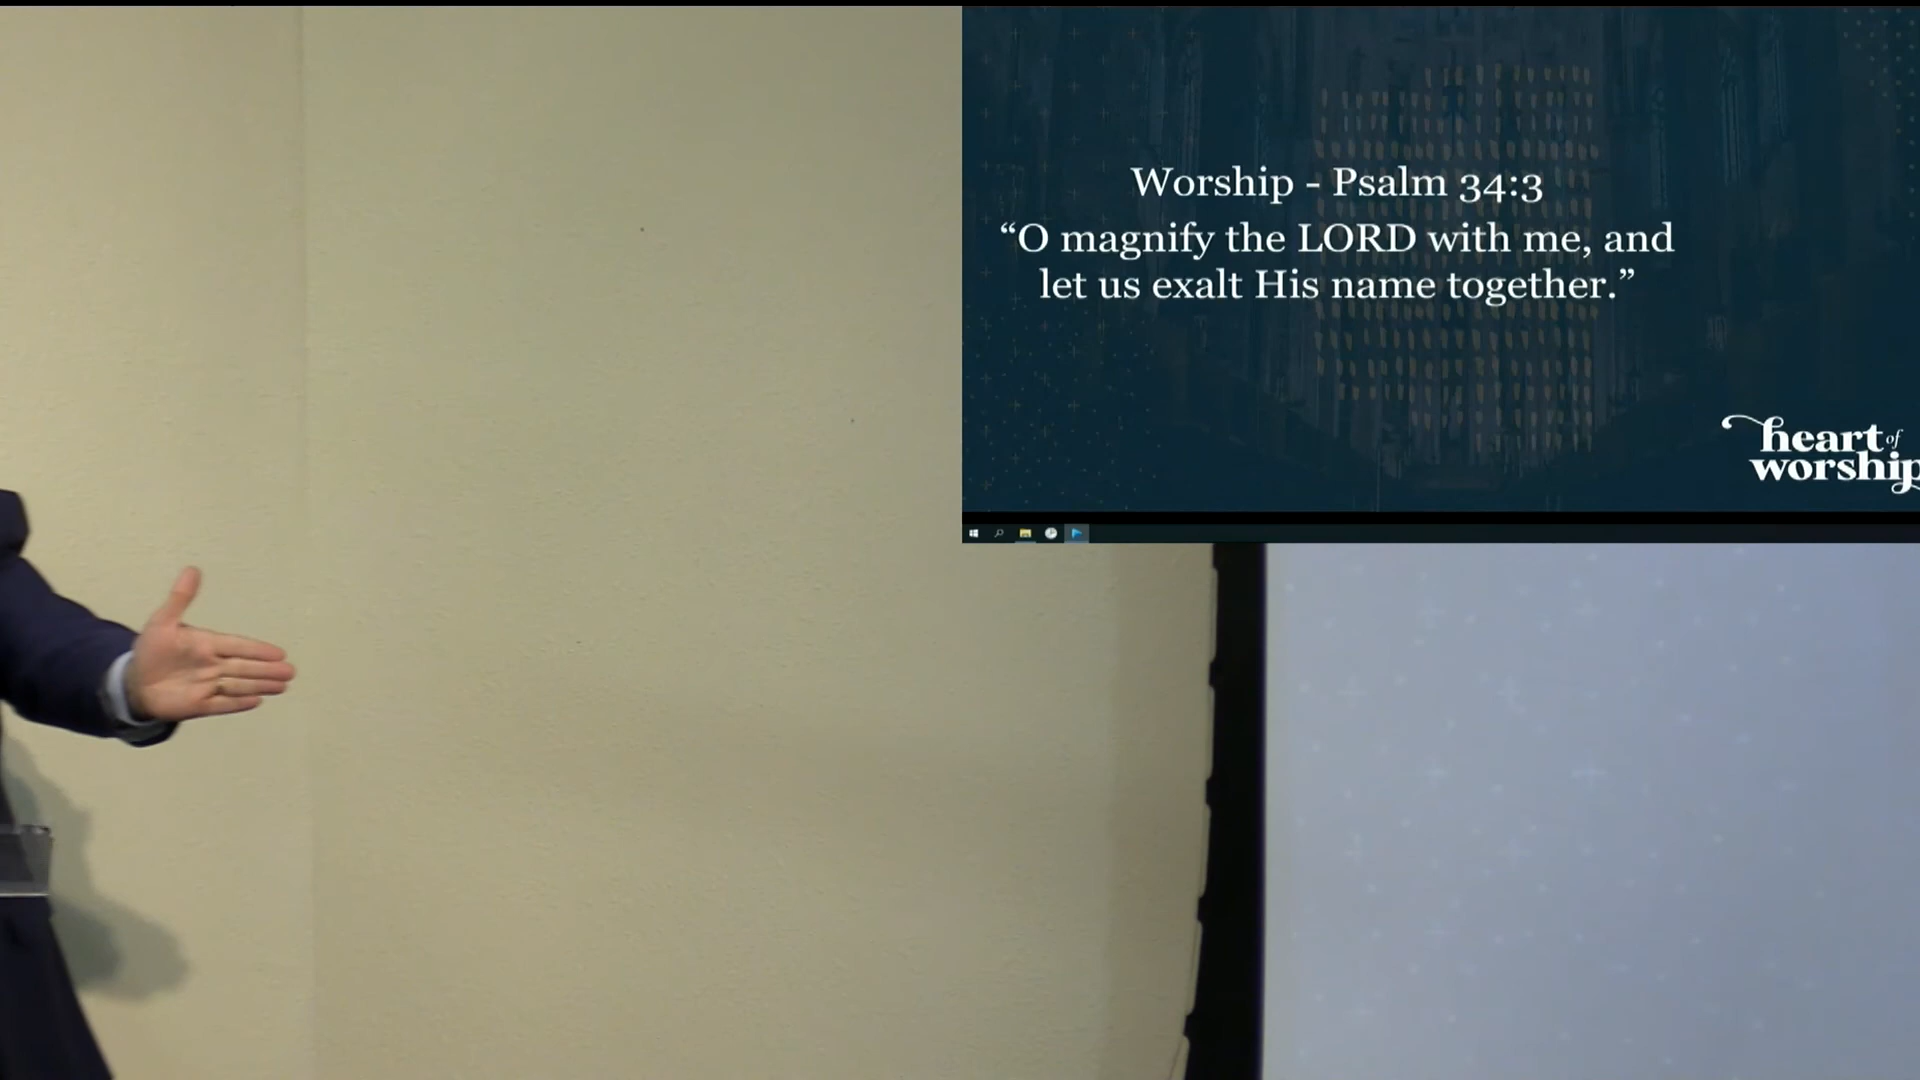 Worship - Psalm 34:3
“O magnify the LORD with me, and
let us exalt His name together.”
heart of
worship